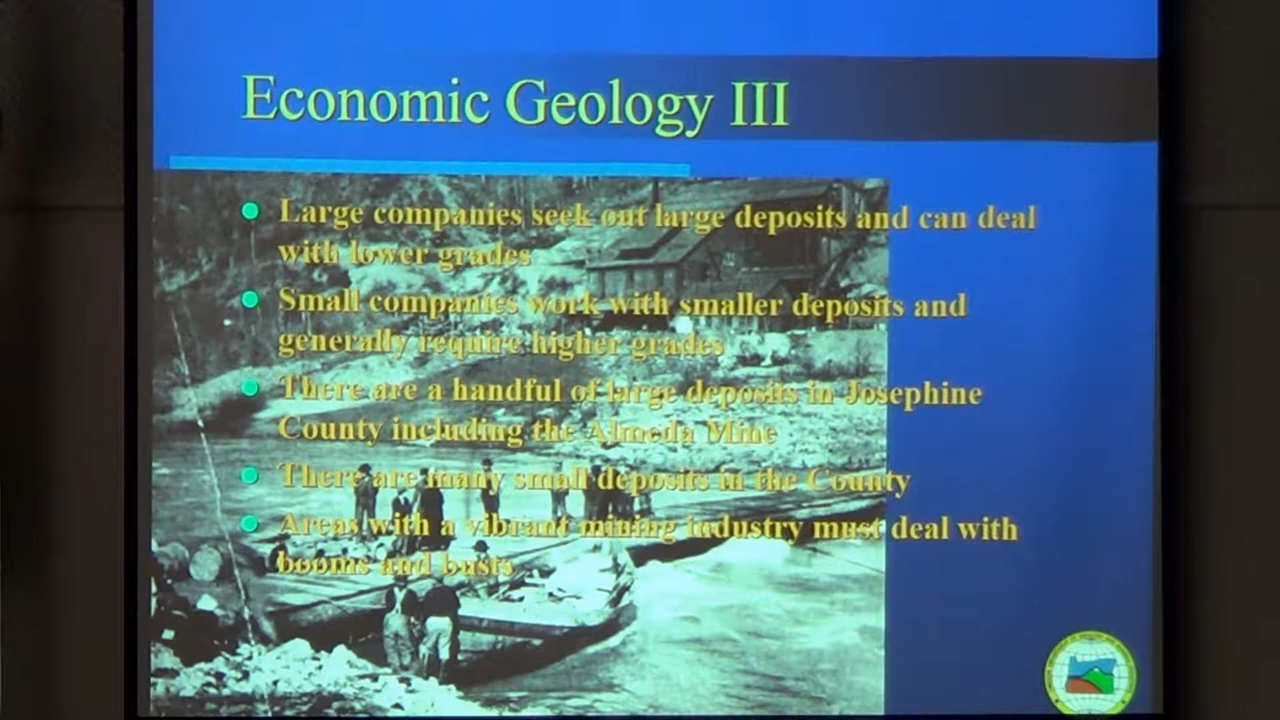 Economic Geology III
Large companies seek out large deposits and can deal
with lower grades
Small companies work with smaller deposits and
generally require higher grades
There are a handful of large deposits in Josephine
County including the Almeda Mine
There are many small deposits in the County
Areas with a vibrant mining industry must deal with
booms and busts